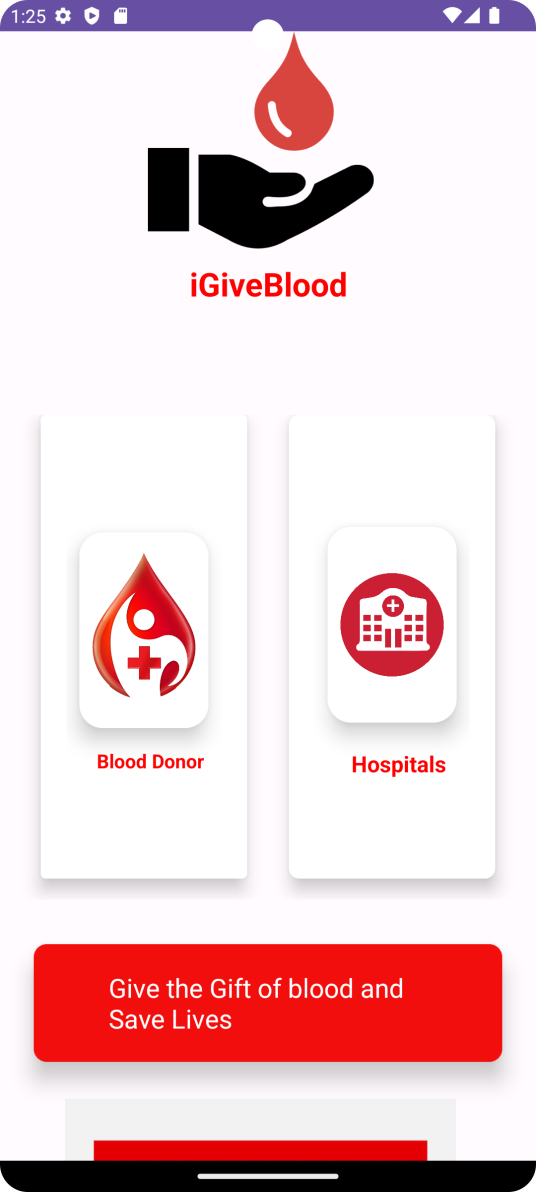 1:25
iGiveBlood
Blood Donor
Hospitals
Give the Gift of blood and
Save Lives